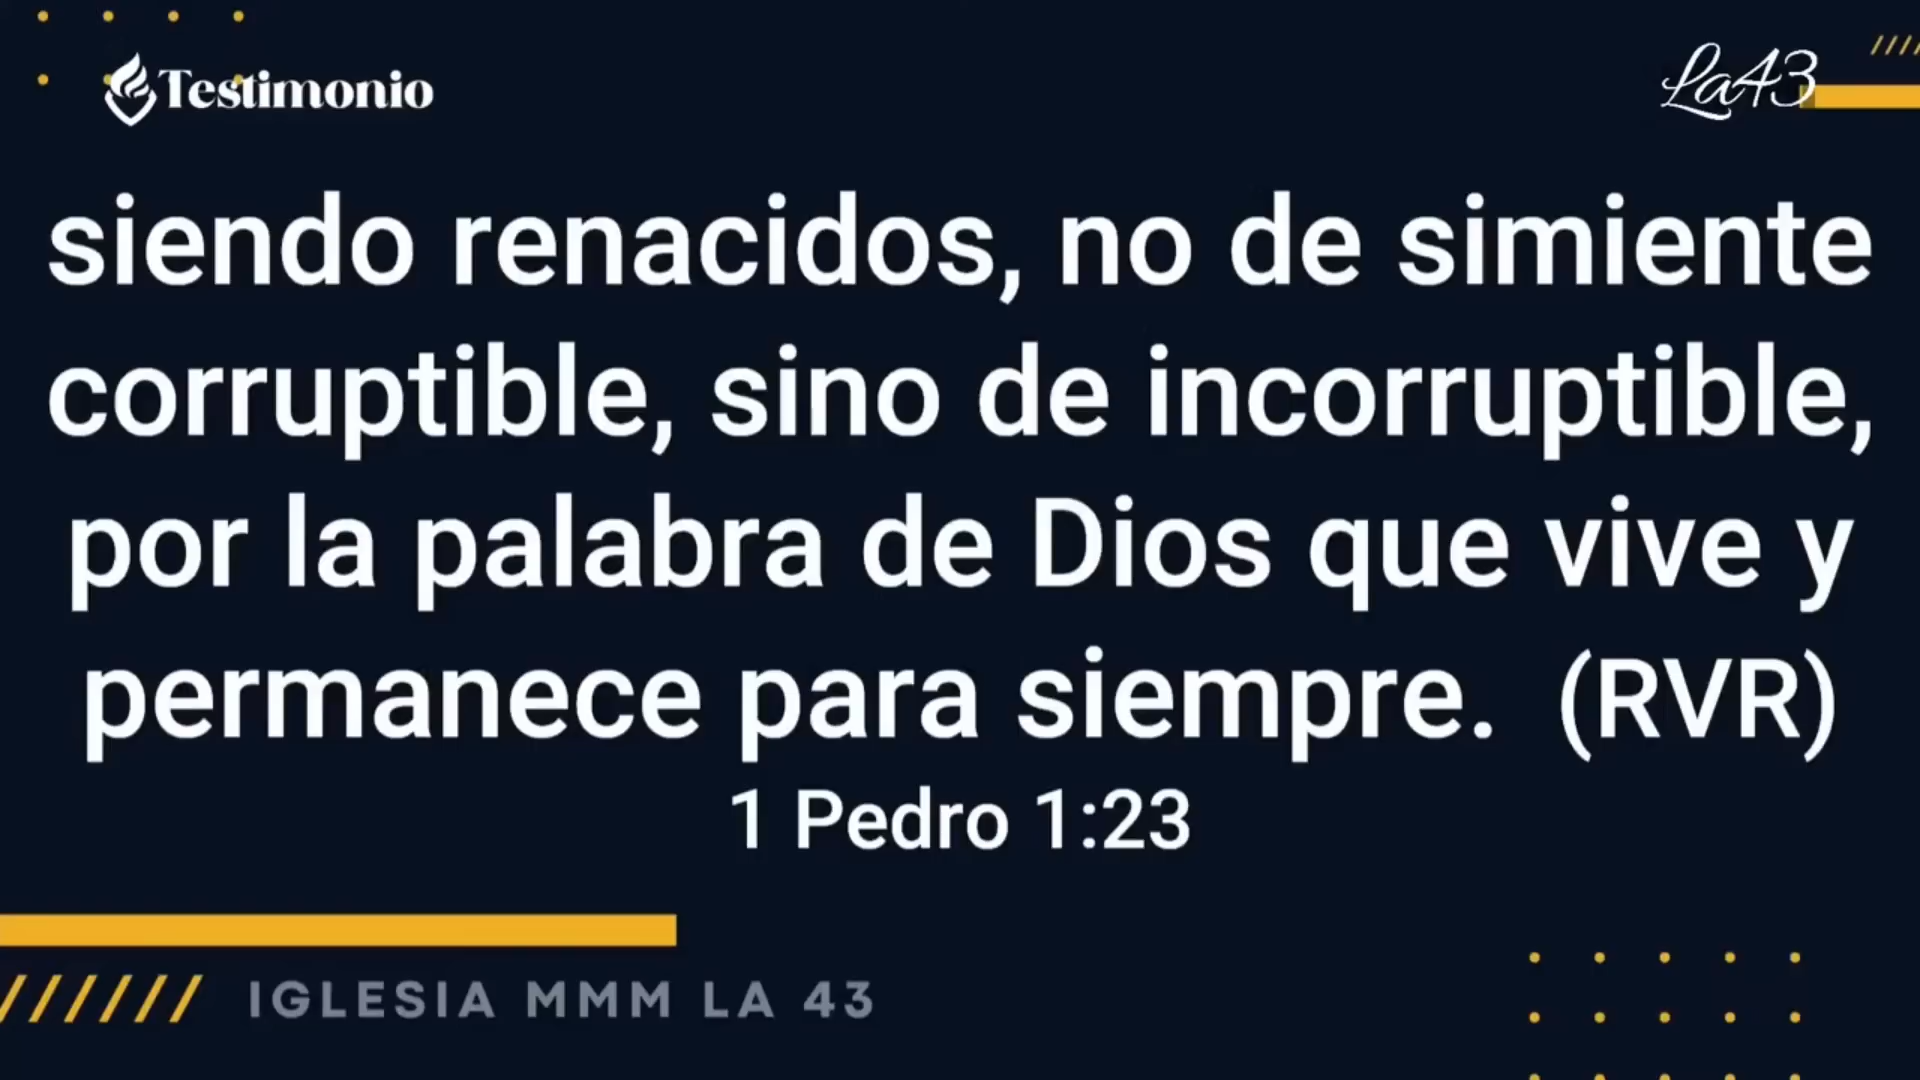 Testimonio
La43
siendo renacidos, no de simiente
corruptible, sino de incorruptible,
por la palabra de Dios que vive y
permanece para siempre. (RVR)
1 Pedro 1:23
IGLESIA MMM LA 43